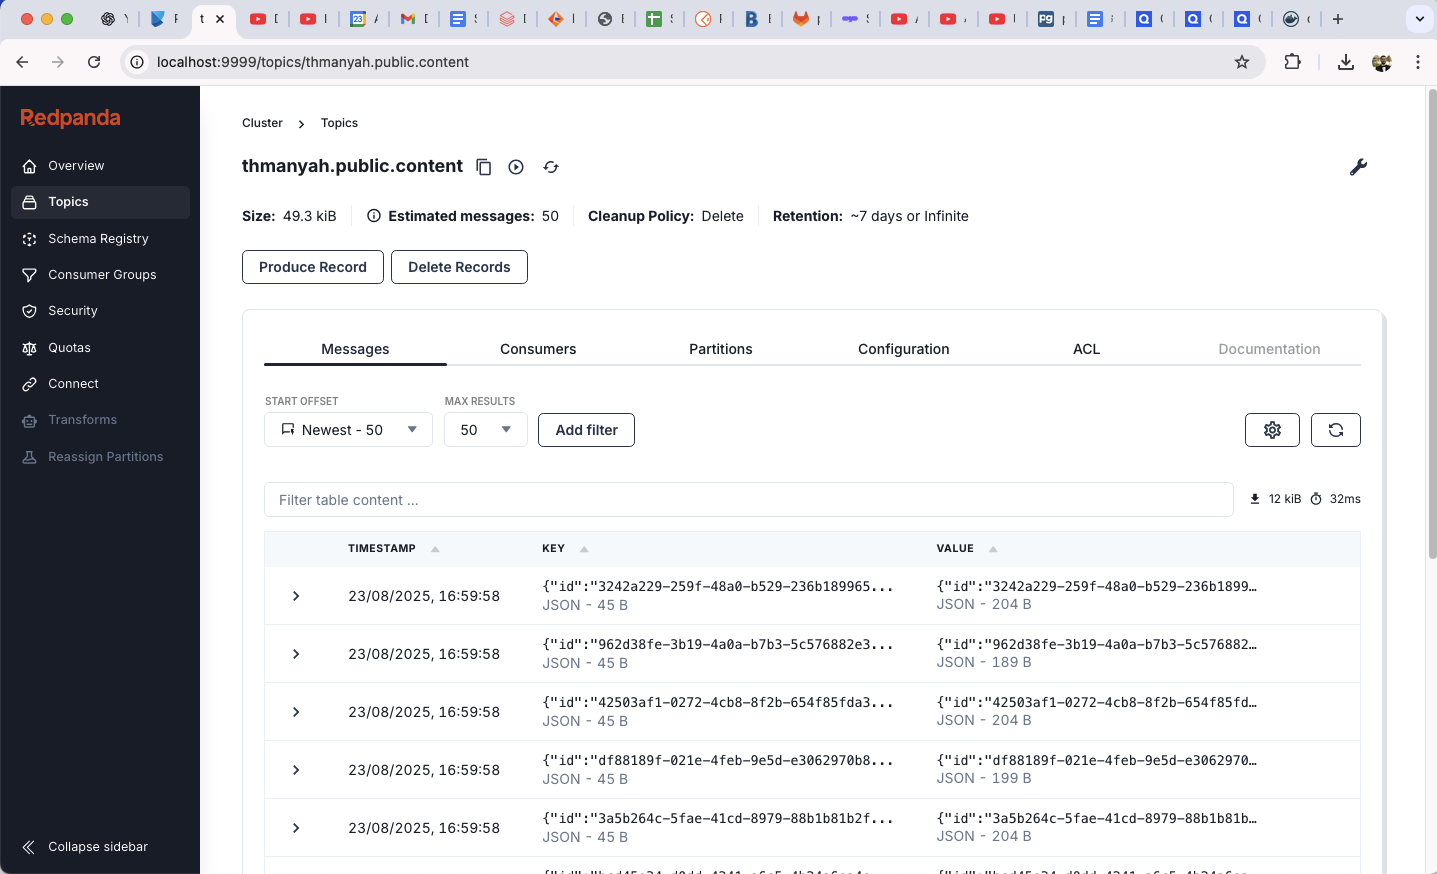 localhost:9999/topics/thmanyah.public.content
Redpanda
Overview
Topics
Schema Registry
Consumer Groups
Security
Quotas
Connect
Transforms
Reassign Partitions
Collapse sidebar
Cluster > Topics
thmanyah.public.content
Size: 49.3 kiB
Estimated messages: 50
Cleanup Policy: Delete
Retention: ~7 days or Infinite
Produce Record
Delete Records
Messages
Consumers
Partitions
Configuration
ACL
Documentation
START OFFSET
MAX RESULTS
Newest - 50
50
Add filter
Filter table content ...
12 kiB
32ms
TIMESTAMP
KEY
VALUE
23/08/2025, 16:59:58
{"id":"3242a229-259f-48a0-b529-236b189965...
JSON - 45 B
{"id":"3242a229-259f-48a0-b529-236b1899…
JSON - 204 B
23/08/2025, 16:59:58
{"id":"962d38fe-3b19-4a0a-b7b3-5c576882e3...
JSON - 45 B
{"id":"962d38fe-3b19-4a0a-b7b3-5c576882…
JSON - 189 B
23/08/2025, 16:59:58
{"id":"42503af1-0272-4cb8-8f2b-654f85fda3...
JSON - 45 B
{"id":"42503af1-0272-4cb8-8f2b-654f85fd…
JSON - 204 B
23/08/2025, 16:59:58
{"id":"df88189f-021e-4feb-9e5d-e3062970b8...
JSON - 45 B
{"id":"df88189f-021e-4feb-9e5d-e3062970…
JSON - 199 B
23/08/2025, 16:59:58
{"id":"3a5b264c-5fae-41cd-8979-88b1b81b2f...
JSON - 45 B
{"id":"3a5b264c-5fae-41cd-8979-88b1b81b…
JSON - 204 B